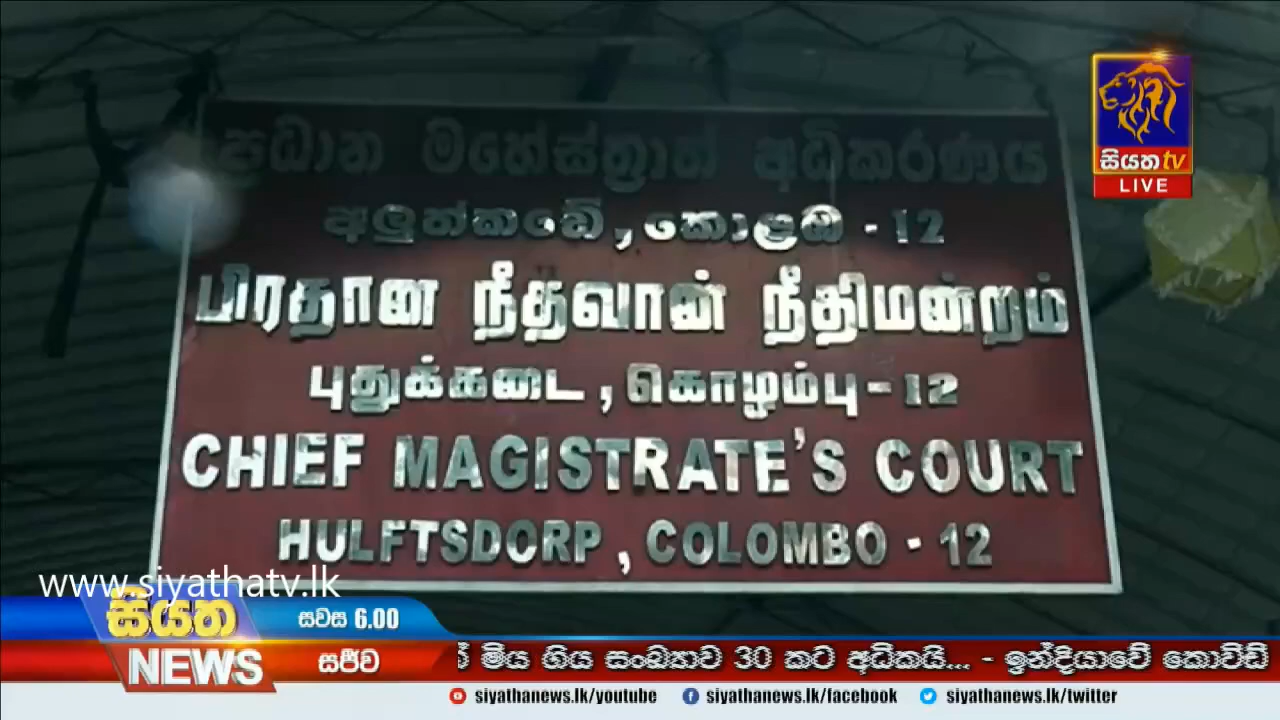 සියත tv
LIVE
ප්‍රධාන මහේස්ත්‍රාත් අධිකරණය
අලුත්කඩේ, කොළඹ - 12
பிரதான நீதவான் நீதிமன்றம்
புதுக்கடை, கொழம்பு - 12
CHIEF MAGISTRATE'S COURT
HULFTSDORP, COLOMBO - 12
www.siyathatv.lk
සියත
NEWS
සවස 6.00
සජීව
මිය ගිය සංඛ්‍යාව 30 කට අධිකයි... - ඉන්දියාවේ කොවිඩ්
siyathanews.lk/youtube siyathanews.lk/facebook siyathanews.lk/twitter